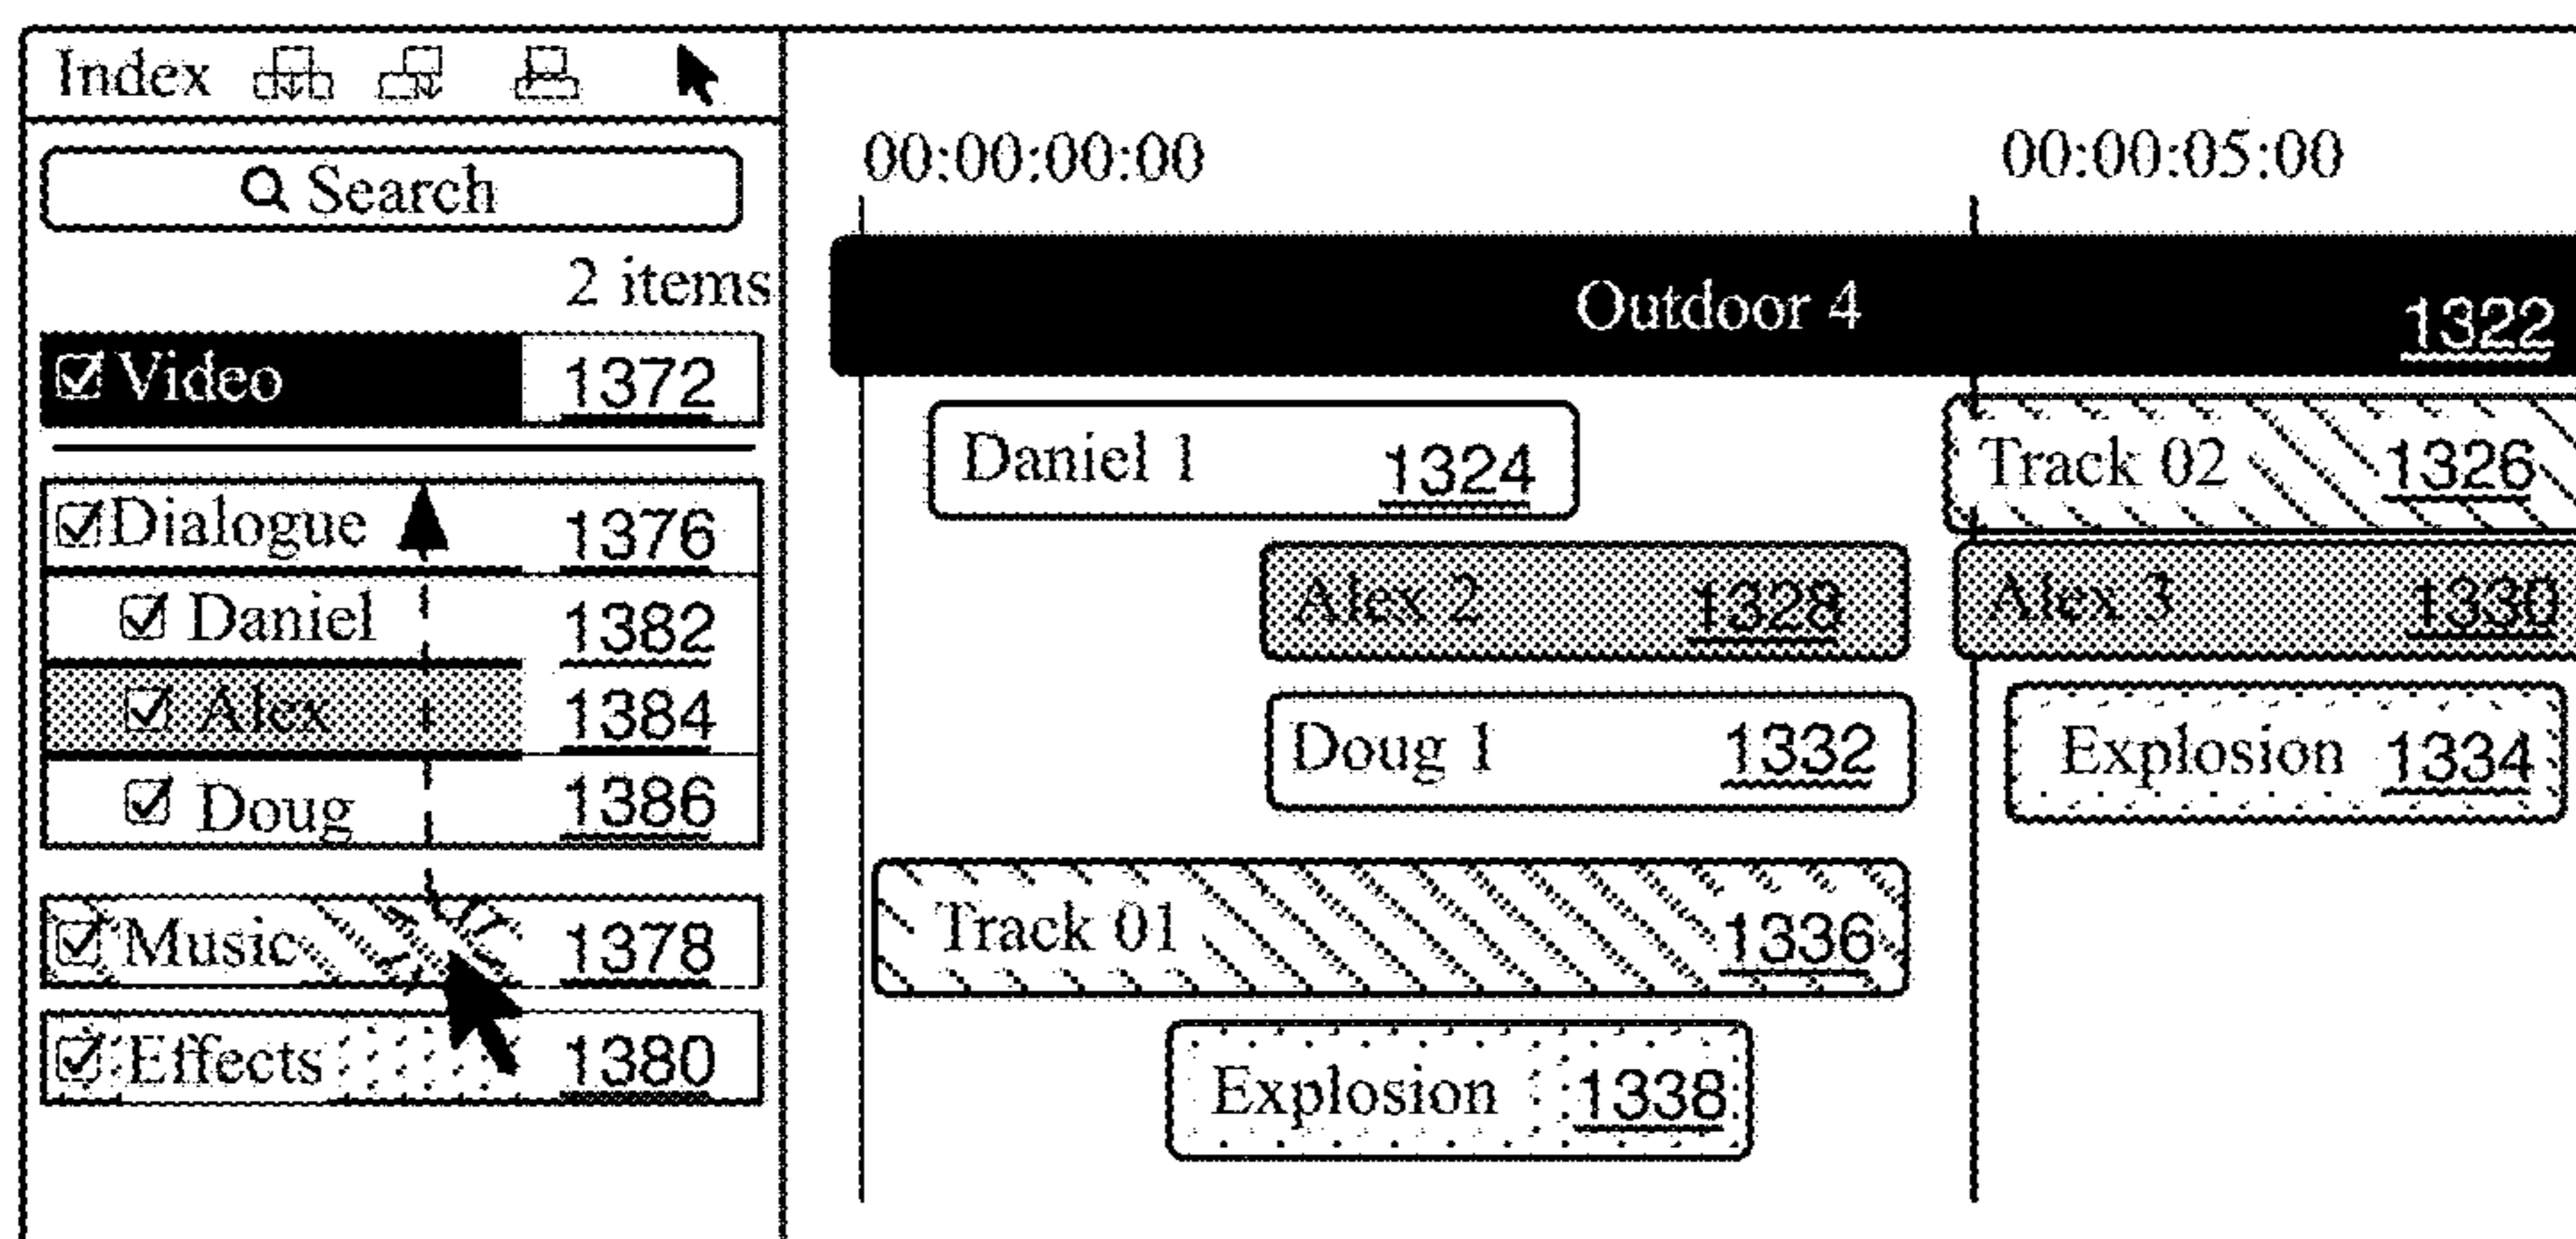 Index
Search
2 items
Video 1372
Dialogue 1376
Daniel 1382
Alex 1384
Doug 1386
Music 1378
Effects 1380
00:00:00:00 00:00:05:00
Outdoor 4 1322
Daniel 1 1324 Track 02 1326
Alex 2 1328 Alex 3 1330
Doug 1 1332 Explosion 1334
Track 01 1336
Explosion 1338